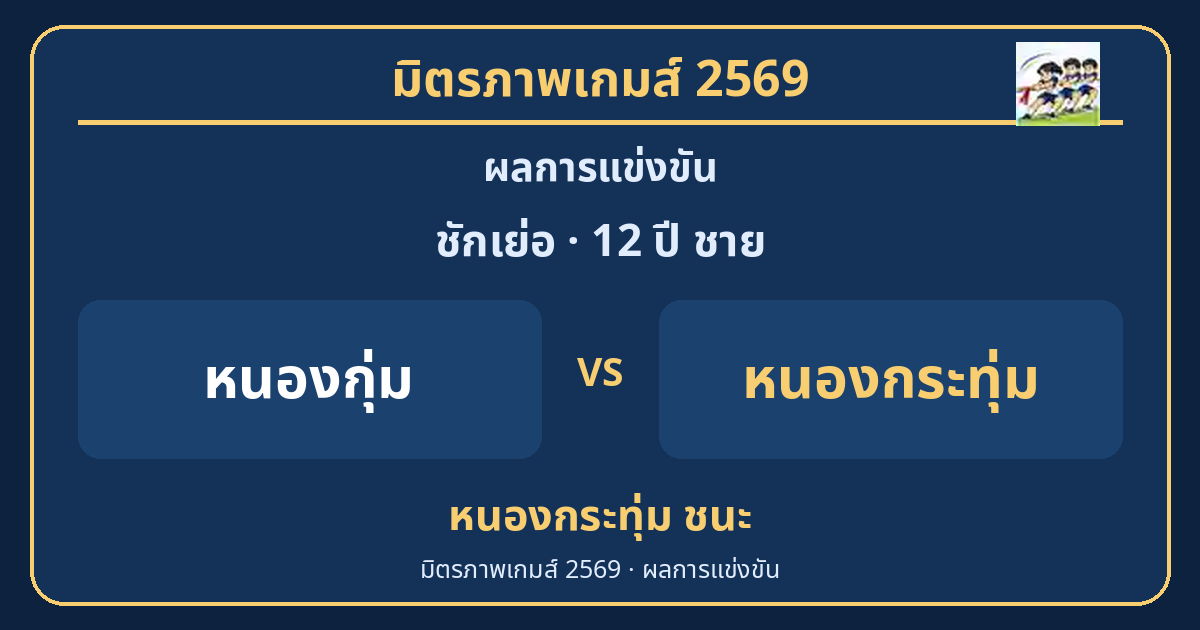 มิตรภาพเกมส์ 2569
ผลการแข่งขัน
ชักเย่อ · 12 ปี ชาย
หนองกุ่ม
VS
หนองกระทุ่ม
หนองกระทุ่ม ชนะ
มิตรภาพเกมส์ 2569 · ผลการแข่งขัน